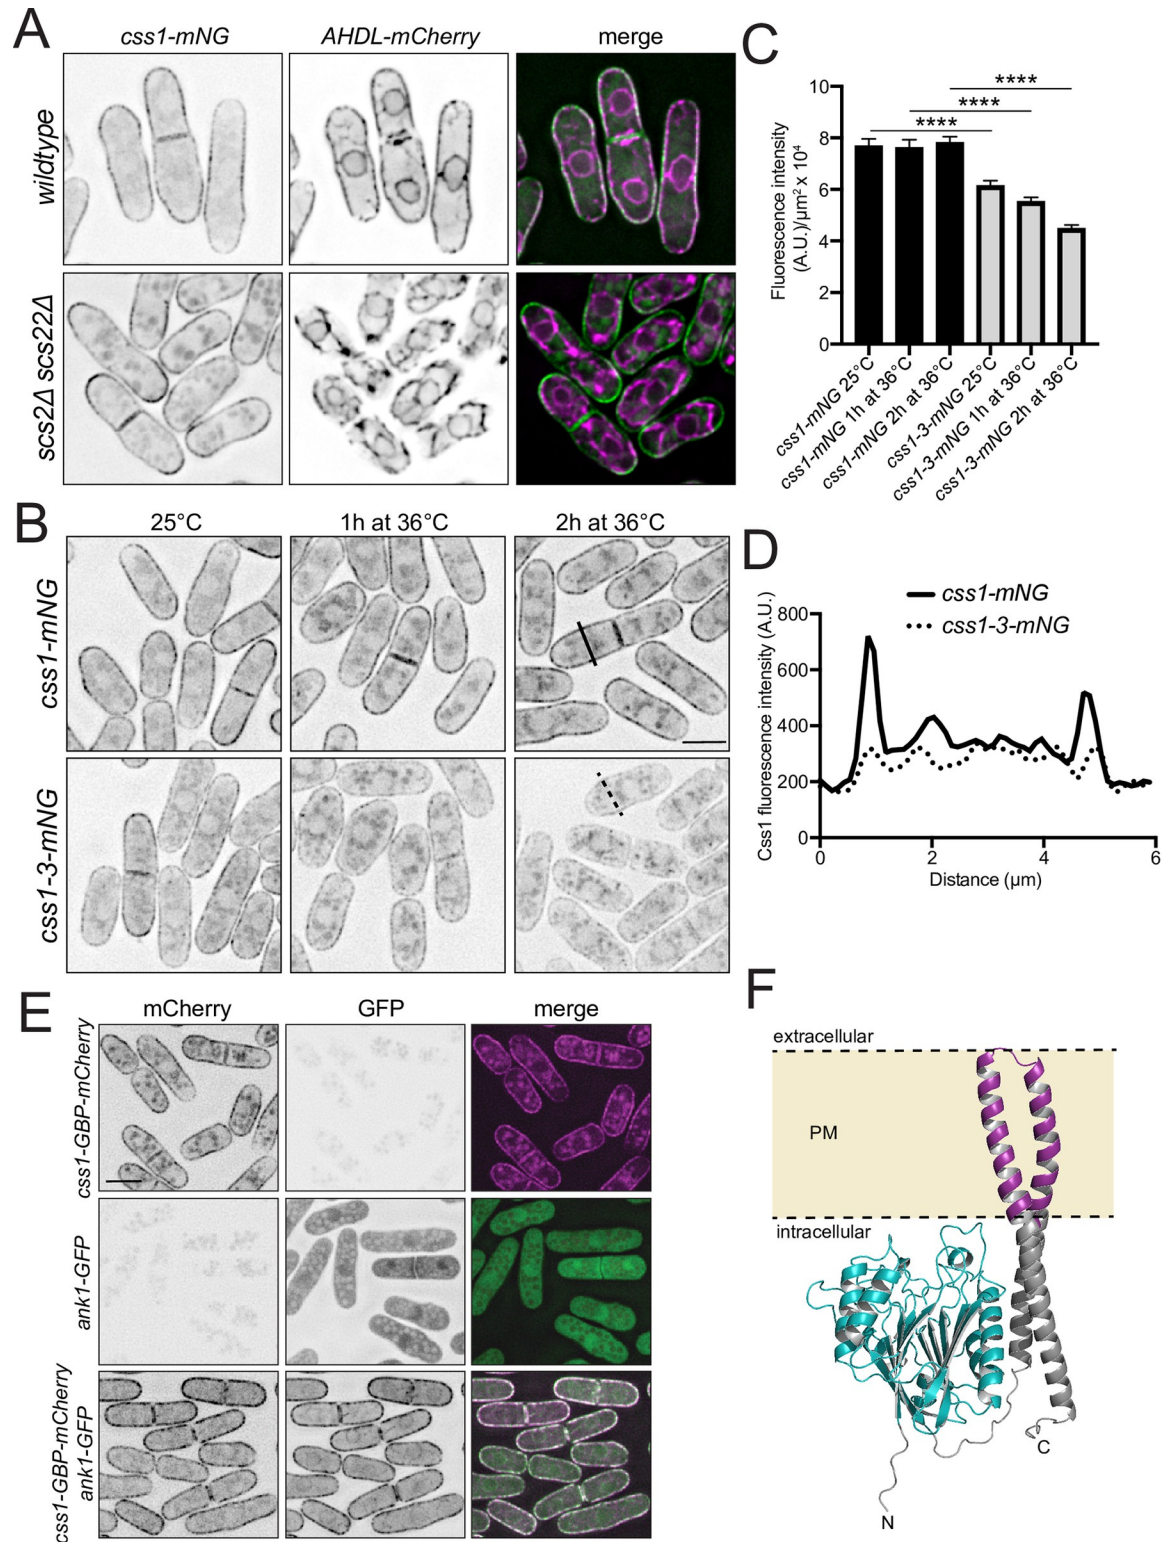 A
css1-mNG
AHDL-mCherry
merge
wildtype
scs2Δ scs22Δ
B
25°C
1h at 36°C
2h at 36°C
css1-mNG
css1-3-mNG
C
Fluorescence intensity
(A.U.)/µm² x 10⁴
10
8
6
4
2
0
****
****
****
css1-mNG 25°C
css1-mNG 1h at 36°C
css1-mNG 2h at 36°C
css1-3-mNG 25°C
css1-3-mNG 1h at 36°C
css1-3-mNG 2h at 36°C
D
css1-mNG
css1-3-mNG
Css1 fluorescence intensity (A.U.)
800
600
400
200
0
0
2
4
6
Distance (µm)
E
mCherry
GFP
merge
css1-GBP-mCherry
ank1-GFP
css1-GBP-mCherry
ank1-GFP
F
extracellular
PM
intracellular
C
N